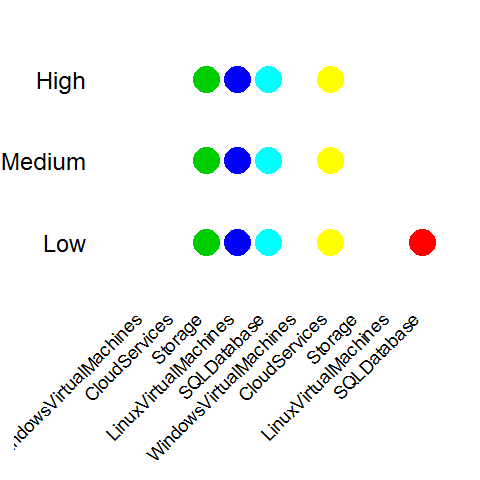 High
Medium
Low
ndowsVirtualMachines
CloudServices
Storage
LinuxVirtualMachines
SQLDatabase
WindowsVirtualMachines
CloudServices
Storage
LinuxVirtualMachines
SQLDatabase